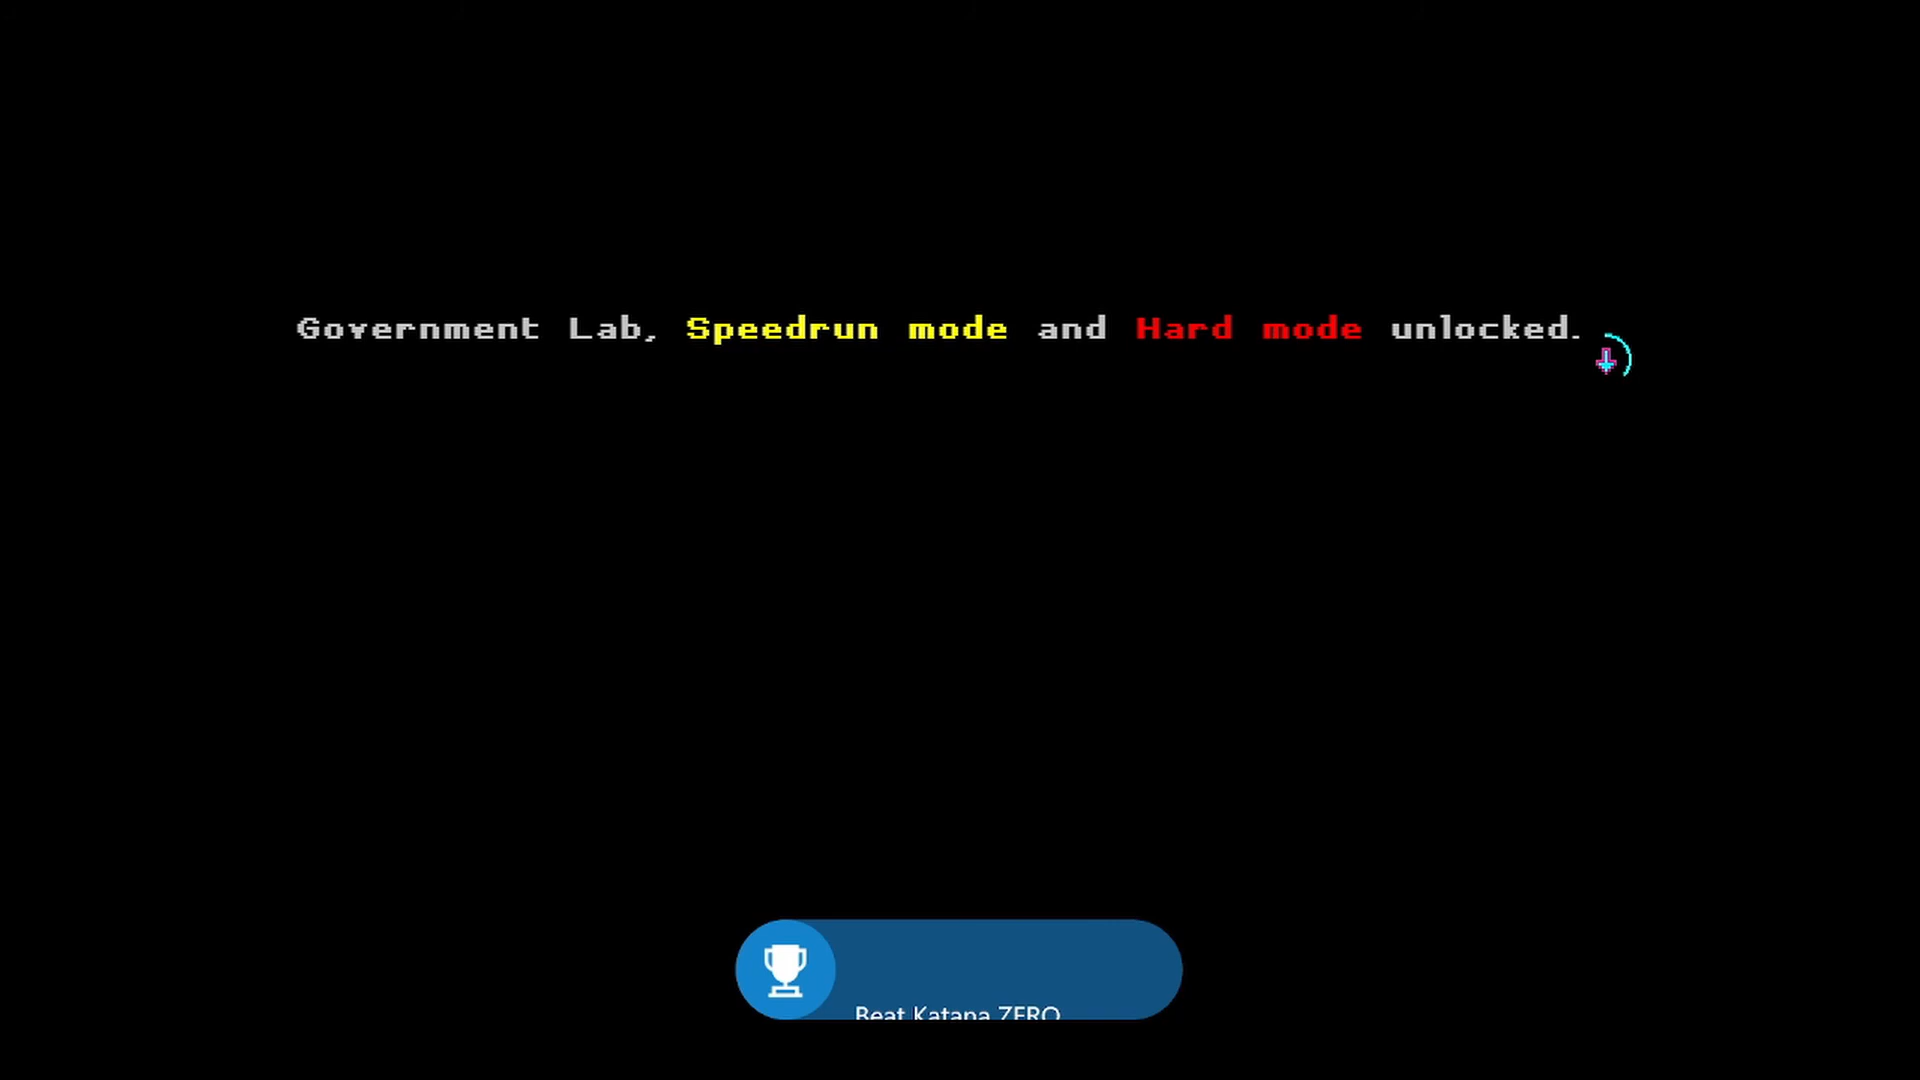 Government Lab, Speedrun mode and Hard mode unlocked.
Beat Katana ZERO